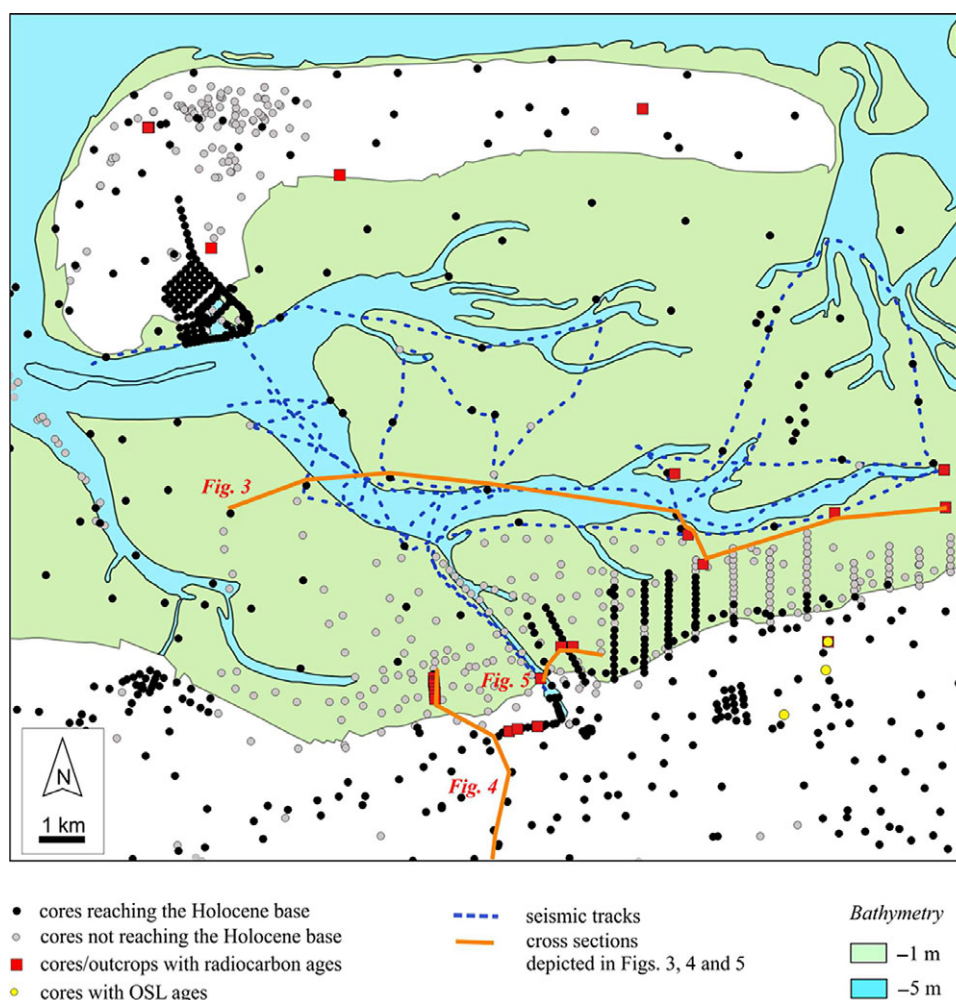 Fig. 3
Fig. 5
Fig. 4
N
1 km
cores reaching the Holocene base
cores not reaching the Holocene base
cores/outcrops with radiocarbon ages
cores with OSL ages
seismic tracks
cross sections
depicted in Figs. 3, 4 and 5
Bathymetry
−1 m
−5 m